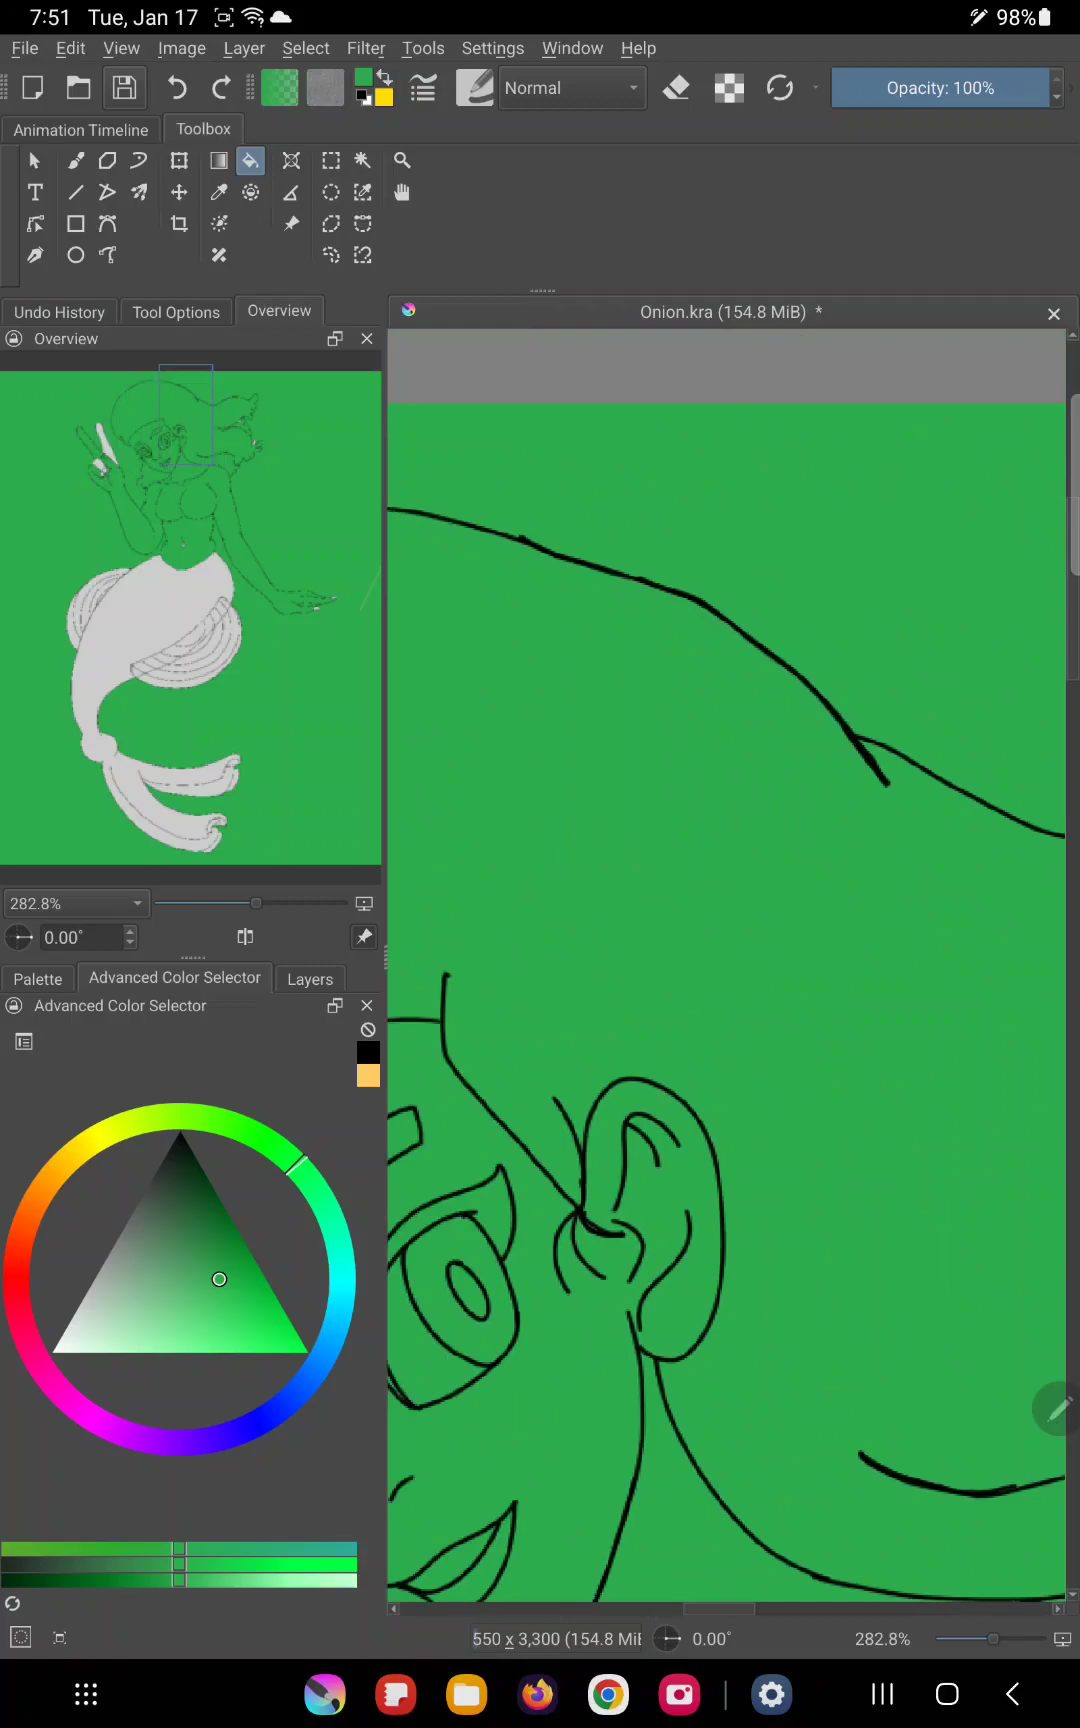 7:51 Tue, Jan 17 98%
File Edit View Image Layer Select Filter Tools Settings Window Help
Normal Opacity: 100%
Animation Timeline Toolbox
Undo History Tool Options Overview Onion.kra (154.8 MiB) *
Overview
282.8%
0.00°
Palette Advanced Color Selector Layers
Advanced Color Selector
550 x 3,300 (154.8 MiB 0.00° 282.8%